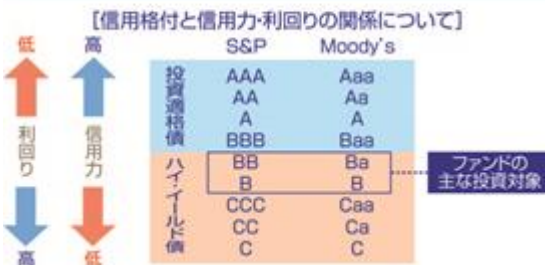 [信用格付と信用力・利回りの関係について]
S&P Moody's
低 高
利回り
信用力
高 低
投資適格債
AAA Aaa
AA Aa
A A
BBB Baa
ハイ・イールド債
BB Ba
B B
CCC Caa
CC Ca
C C
ファンドの
主な投資対象